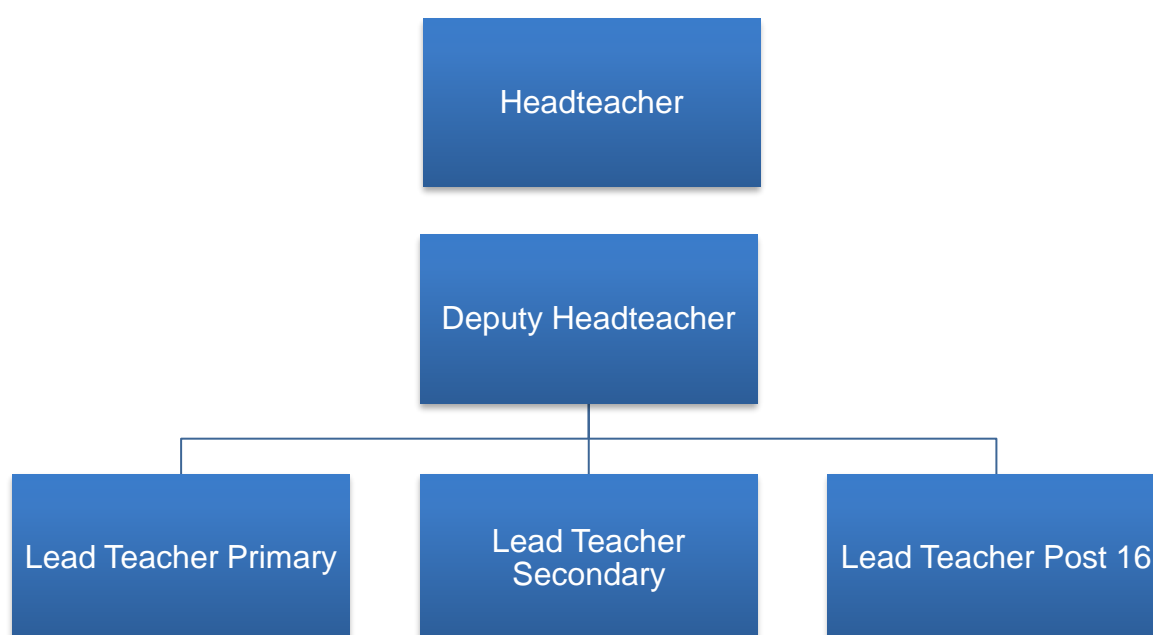 Headteacher
Deputy Headteacher
Lead Teacher Primary
Lead Teacher
Secondary
Lead Teacher Post 16